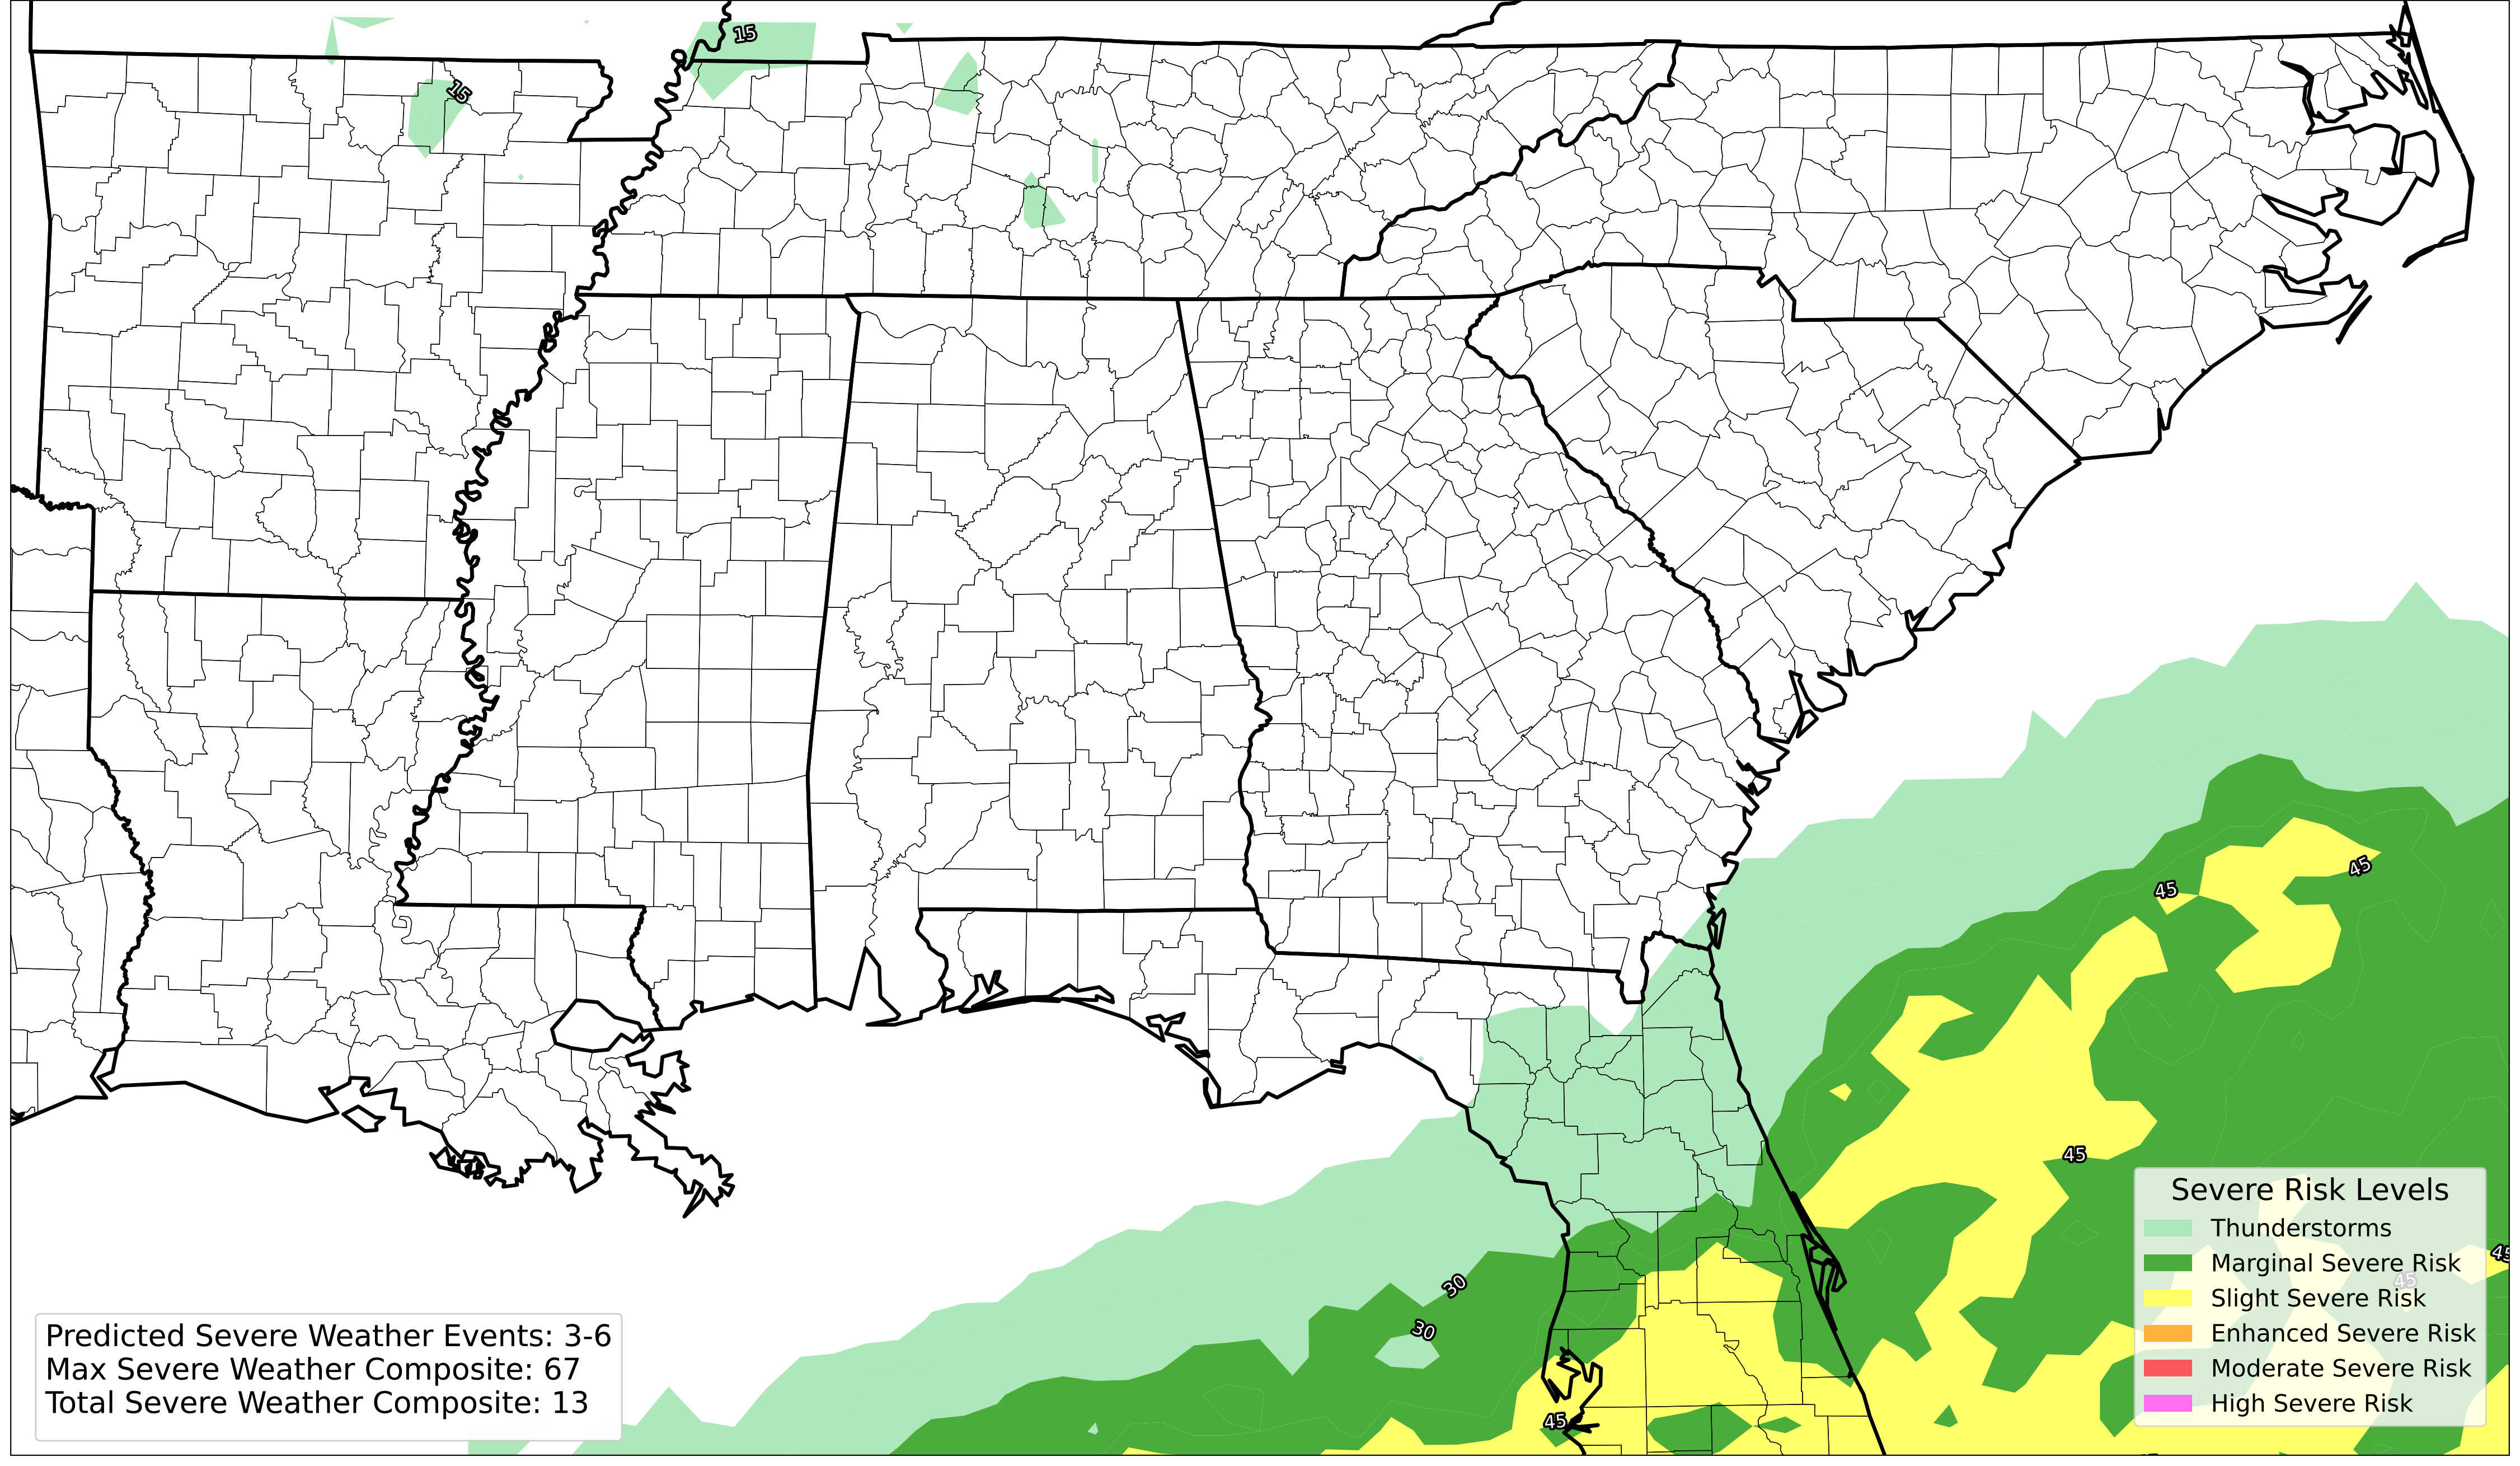 15
15
45
45
45
45
45
30
30
45
Severe Risk Levels
Thunderstorms
Marginal Severe Risk
Slight Severe Risk
Enhanced Severe Risk
Moderate Severe Risk
High Severe Risk
Predicted Severe Weather Events: 3-6
Max Severe Weather Composite: 67
Total Severe Weather Composite: 13